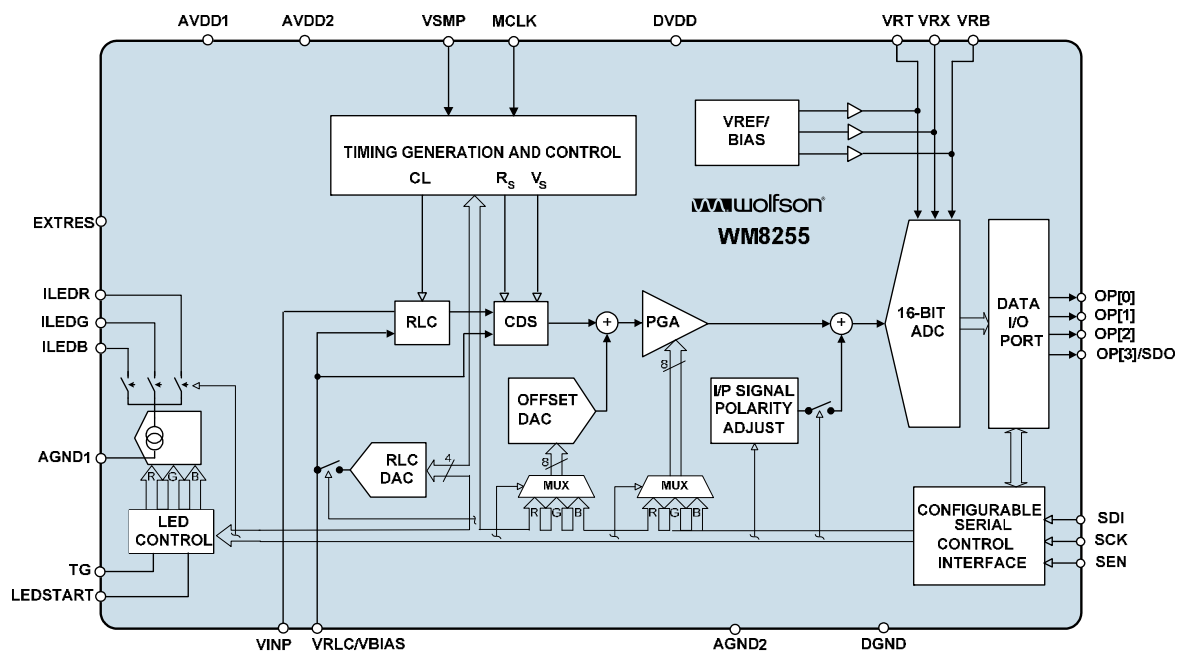 AVDD1
AVDD2
VSMP
MCLK
DVDD
VRT
VRX
VRB
TIMING GENERATION AND CONTROL
CL
RS
VS
VREF/
BIAS
wolfson®
WM8255
EXTRES
ILEDR
ILEDG
ILEDB
AGND1
TG
LEDSTART
RLC
CDS
+
PGA
+
16-BIT
ADC
DATA
I/O
PORT
OP[0]
OP[1]
OP[2]
OP[3]/SDO
8
OFFSET
DAC
I/P SIGNAL
POLARITY
ADJUST
RLC
DAC
4
8
MUX
MUX
R G B
R G B
R G B
LED
CONTROL
CONFIGURABLE
SERIAL
CONTROL
INTERFACE
SDI
SCK
SEN
VINP
VRLC/VBIAS
AGND2
DGND